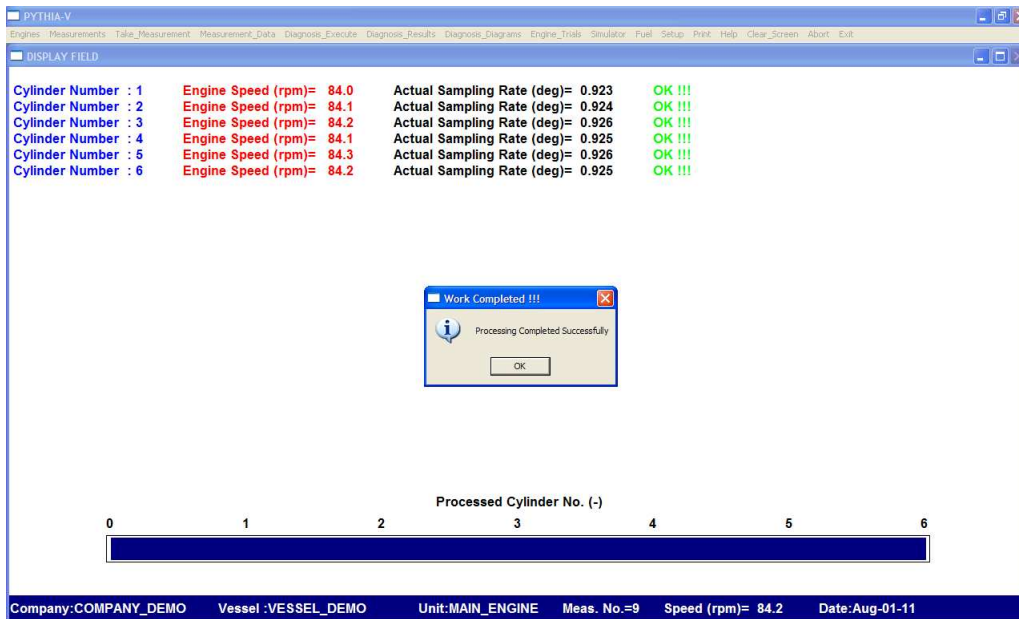 PYTHIA-V
Engines Measurements Take_Measurement Measurement_Data Diagnosis_Execute Diagnosis_Results Diagnosis_Diagrams Engine_Trials Simulator Fuel Setup Print Help Clear_Screen Abort Exit
DISPLAY FIELD
Cylinder Number : 1 Engine Speed (rpm)= 84.0 Actual Sampling Rate (deg)= 0.923 OK !!!
Cylinder Number : 2 Engine Speed (rpm)= 84.1 Actual Sampling Rate (deg)= 0.924 OK !!!
Cylinder Number : 3 Engine Speed (rpm)= 84.2 Actual Sampling Rate (deg)= 0.926 OK !!!
Cylinder Number : 4 Engine Speed (rpm)= 84.1 Actual Sampling Rate (deg)= 0.925 OK !!!
Cylinder Number : 5 Engine Speed (rpm)= 84.3 Actual Sampling Rate (deg)= 0.926 OK !!!
Cylinder Number : 6 Engine Speed (rpm)= 84.2 Actual Sampling Rate (deg)= 0.925 OK !!!
Work Completed !!!
Processing Completed Successfully
OK
Processed Cylinder No. (-)
0 1 2 3 4 5 6
Company:COMPANY_DEMO Vessel :VESSEL_DEMO Unit:MAIN_ENGINE Meas. No.=9 Speed (rpm)= 84.2 Date:Aug-01-11